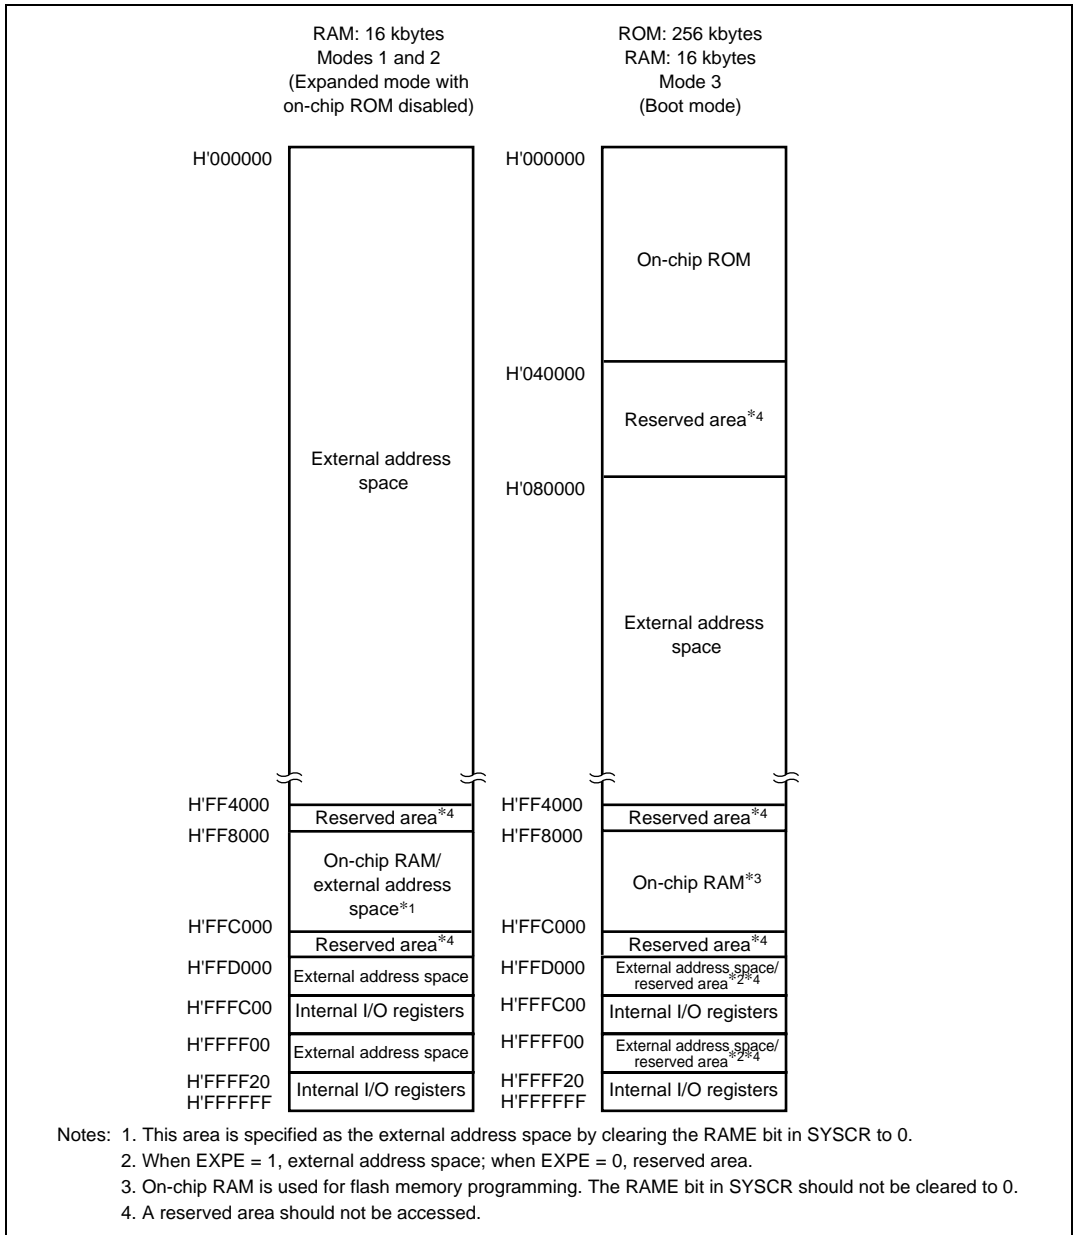 RAM: 16 kbytes
Modes 1 and 2
(Expanded mode with
on-chip ROM disabled)
H'000000
External address
space
H'FF4000
Reserved area*4
H'FF8000
On-chip RAM/
external address
space*1
H'FFC000
Reserved area*4
H'FFD000
External address space
H'FFFC00
Internal I/O registers
H'FFFF00
External address space
H'FFFF20
Internal I/O registers
H'FFFFFF
ROM: 256 kbytes
RAM: 16 kbytes
Mode 3
(Boot mode)
H'000000
On-chip ROM
H'040000
Reserved area*4
H'080000
External address
space
H'FF4000
Reserved area*4
H'FF8000
On-chip RAM*3
H'FFC000
Reserved area*4
H'FFD000
External address space/
reserved area*2*4
H'FFFC00
Internal I/O registers
H'FFFF00
External address space/
reserved area*2*4
H'FFFF20
Internal I/O registers
H'FFFFFF
Notes: 1. This area is specified as the external address space by clearing the RAME bit in SYSCR to 0.
2. When EXPE = 1, external address space; when EXPE = 0, reserved area.
3. On-chip RAM is used for flash memory programming. The RAME bit in SYSCR should not be cleared to 0.
4. A reserved area should not be accessed.